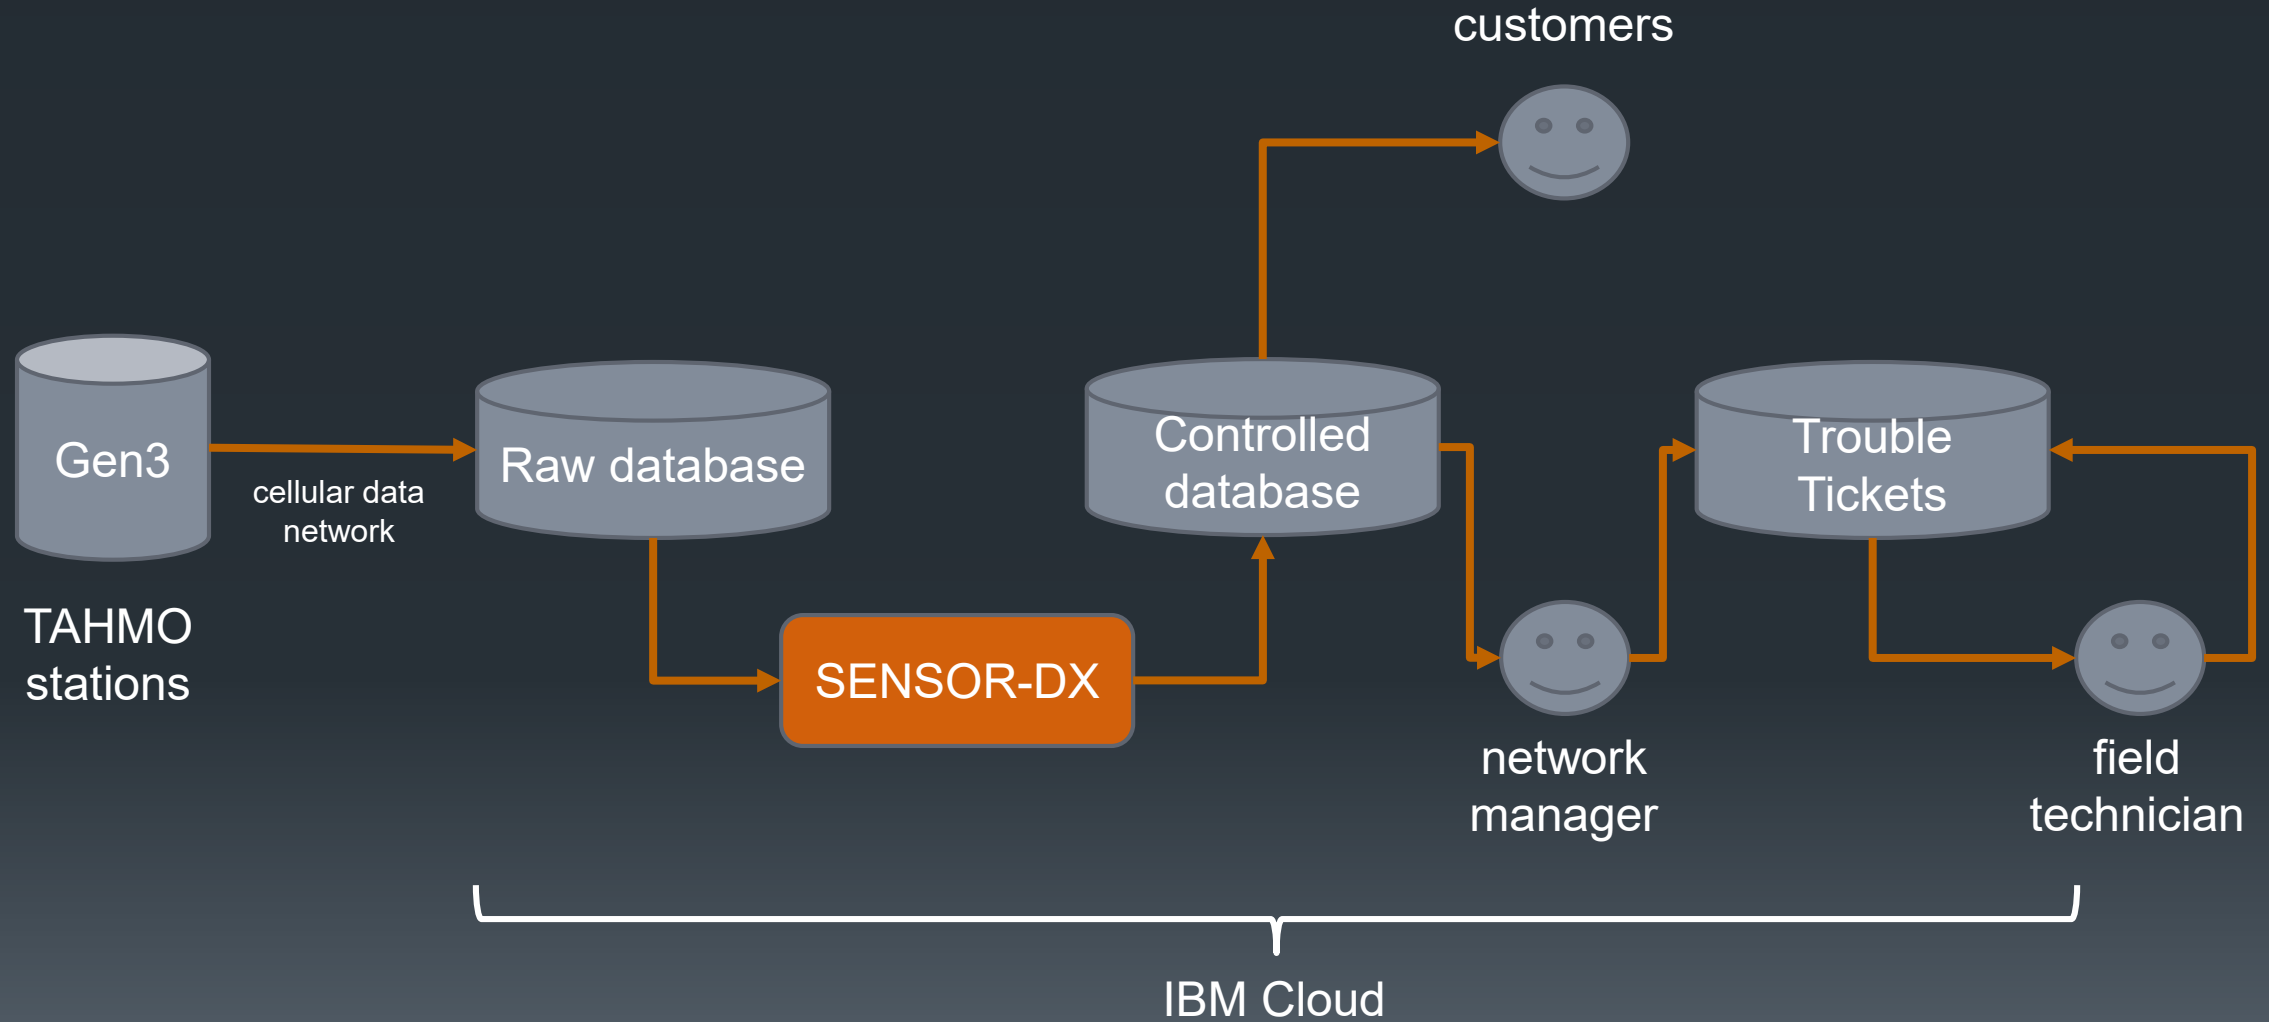 customers
Gen3
cellular data
network
Raw database
Controlled
database
Trouble
Tickets
TAHMO
stations
SENSOR-DX
network
manager
field
technician
IBM Cloud